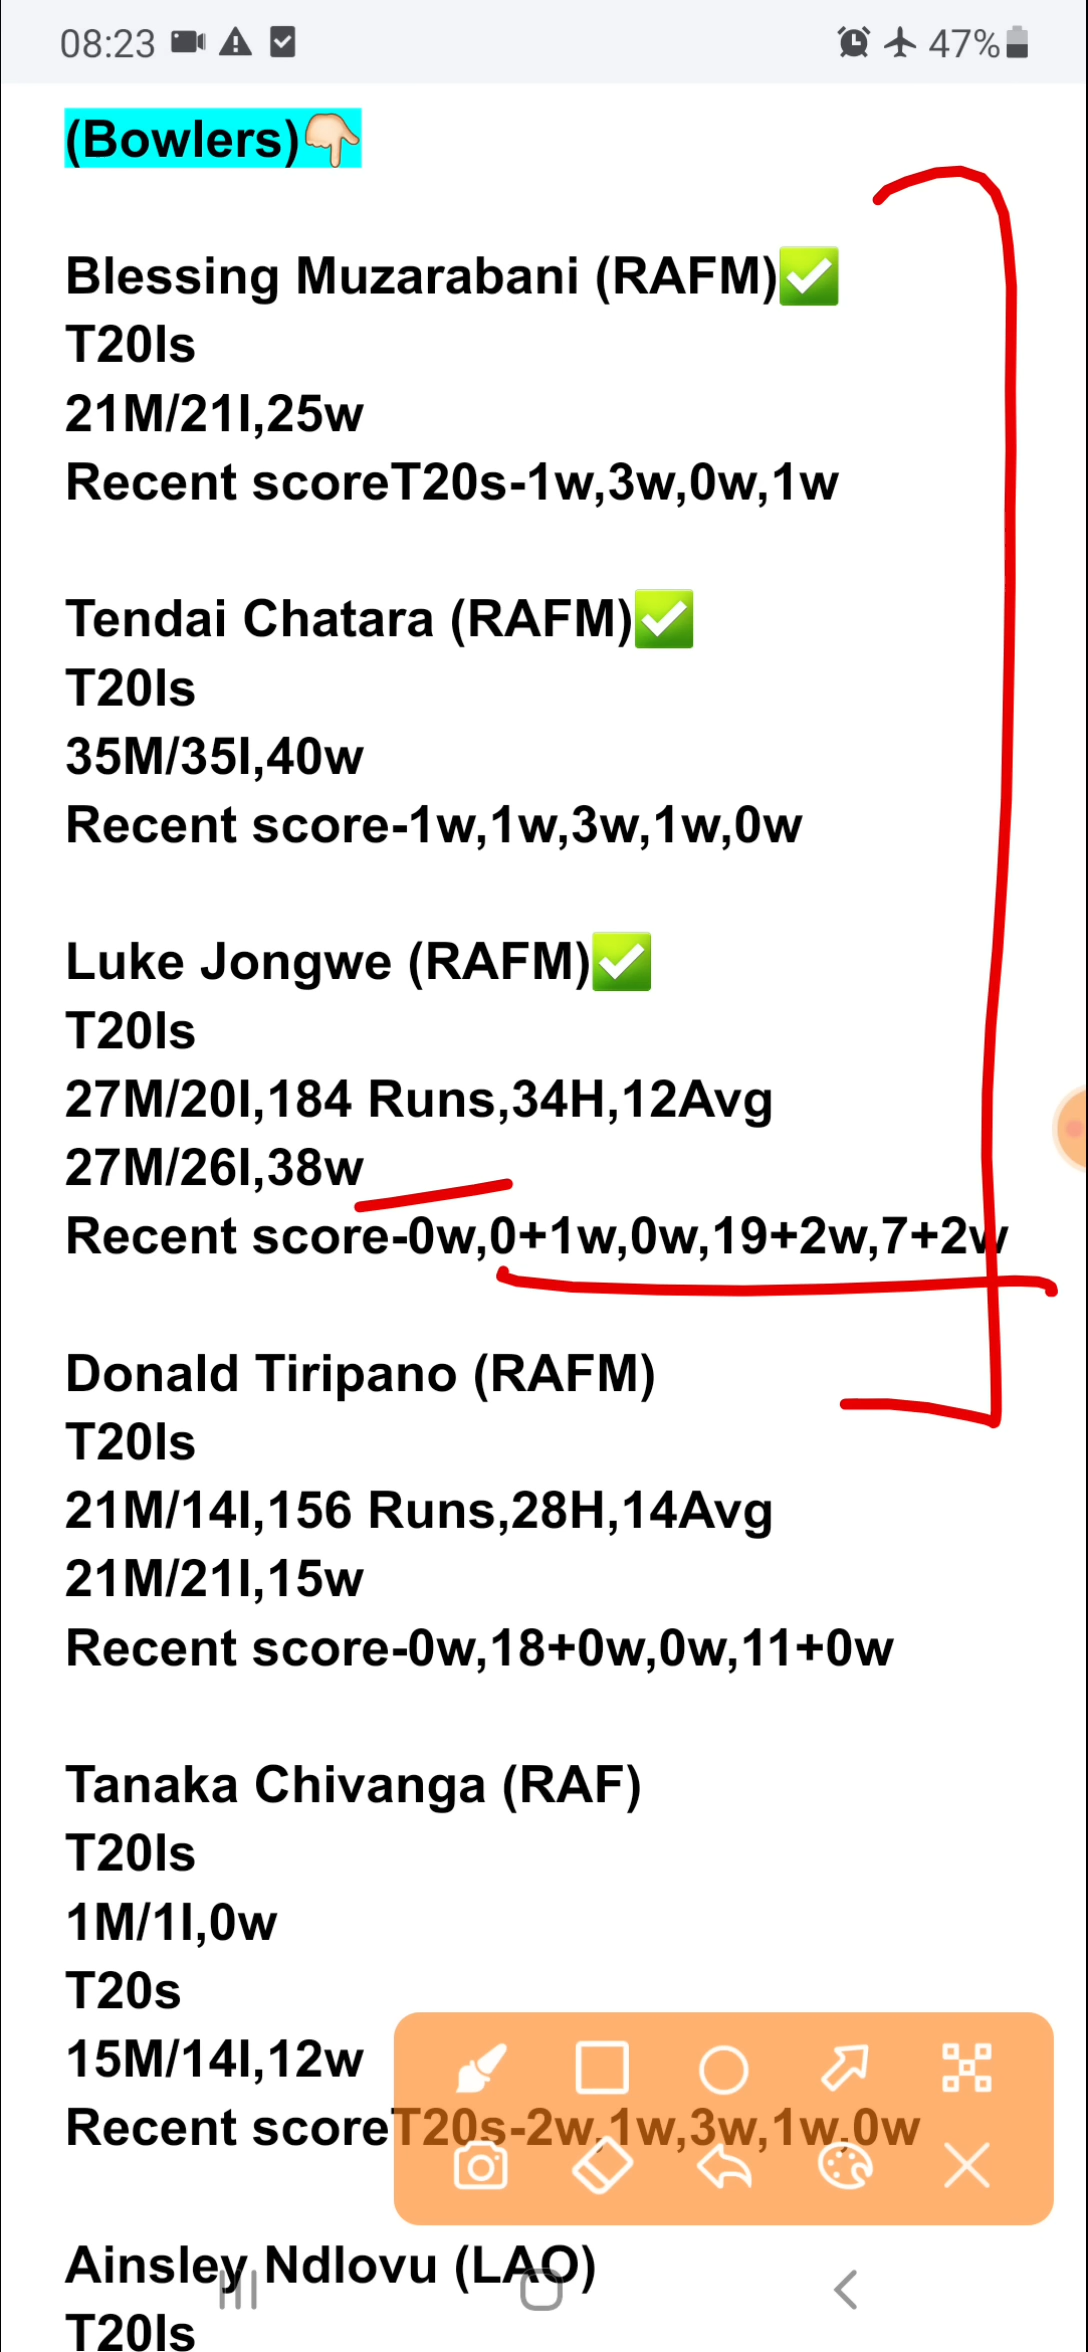 08:23
47%
(Bowlers)👇🏻
Blessing Muzarabani (RAFM)✅
T20Is
21M/21I,25w
Recent scoreT20s-1w,3w,0w,1w
Tendai Chatara (RAFM)✅
T20Is
35M/35I,40w
Recent score-1w,1w,3w,1w,0w
Luke Jongwe (RAFM)✅
T20Is
27M/20I,184 Runs,34H,12Avg
27M/26I,38w
Recent score-0w,0+1w,0w,19+2w,7+2w
Donald Tiripano (RAFM)
T20Is
21M/14I,156 Runs,28H,14Avg
21M/21I,15w
Recent score-0w,18+0w,0w,11+0w
Tanaka Chivanga (RAF)
T20Is
1M/1I,0w
T20s
15M/14I,12w
Recent scoreT20s-2w,1w,3w,1w,0w
Ainsley Ndlovu (LAO)
T20Is